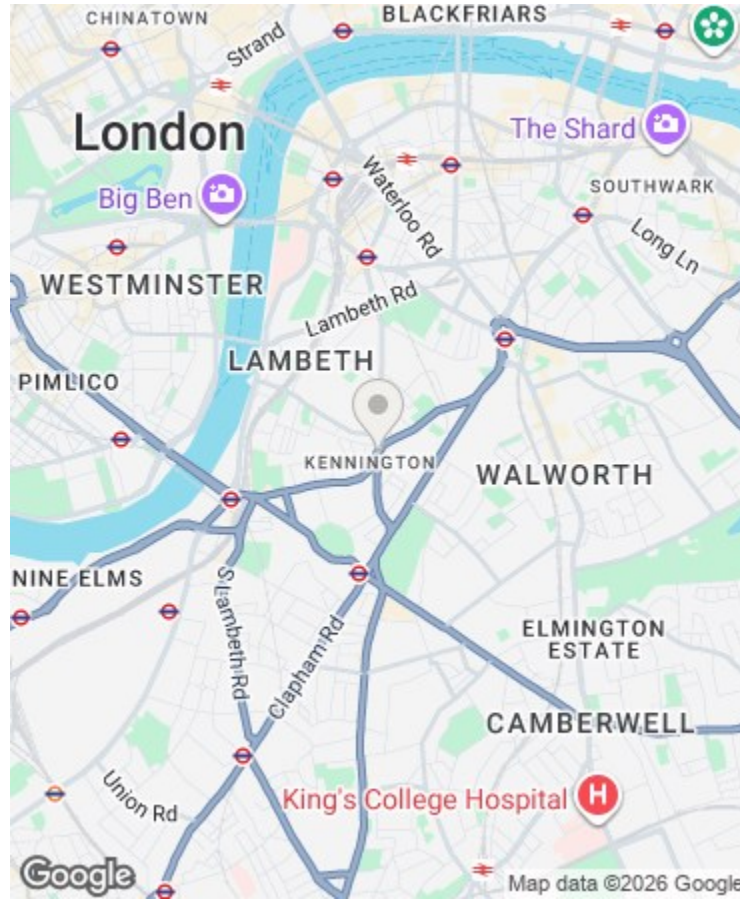 CHINATOWN
BLACKFRIARS
Strand
London
The Shard
Big Ben
Waterloo Rd
SOUTHWARK
Long Ln
WESTMINSTER
Lambeth Rd
LAMBETH
PIMLICO
KENNINGTON
WALWORTH
NINE ELMS
S Lambeth Rd
Clapham Rd
ELMINGTON
ESTATE
CAMBERWELL
Union Rd
King's College Hospital
H
Google
Map data ©2026 Google